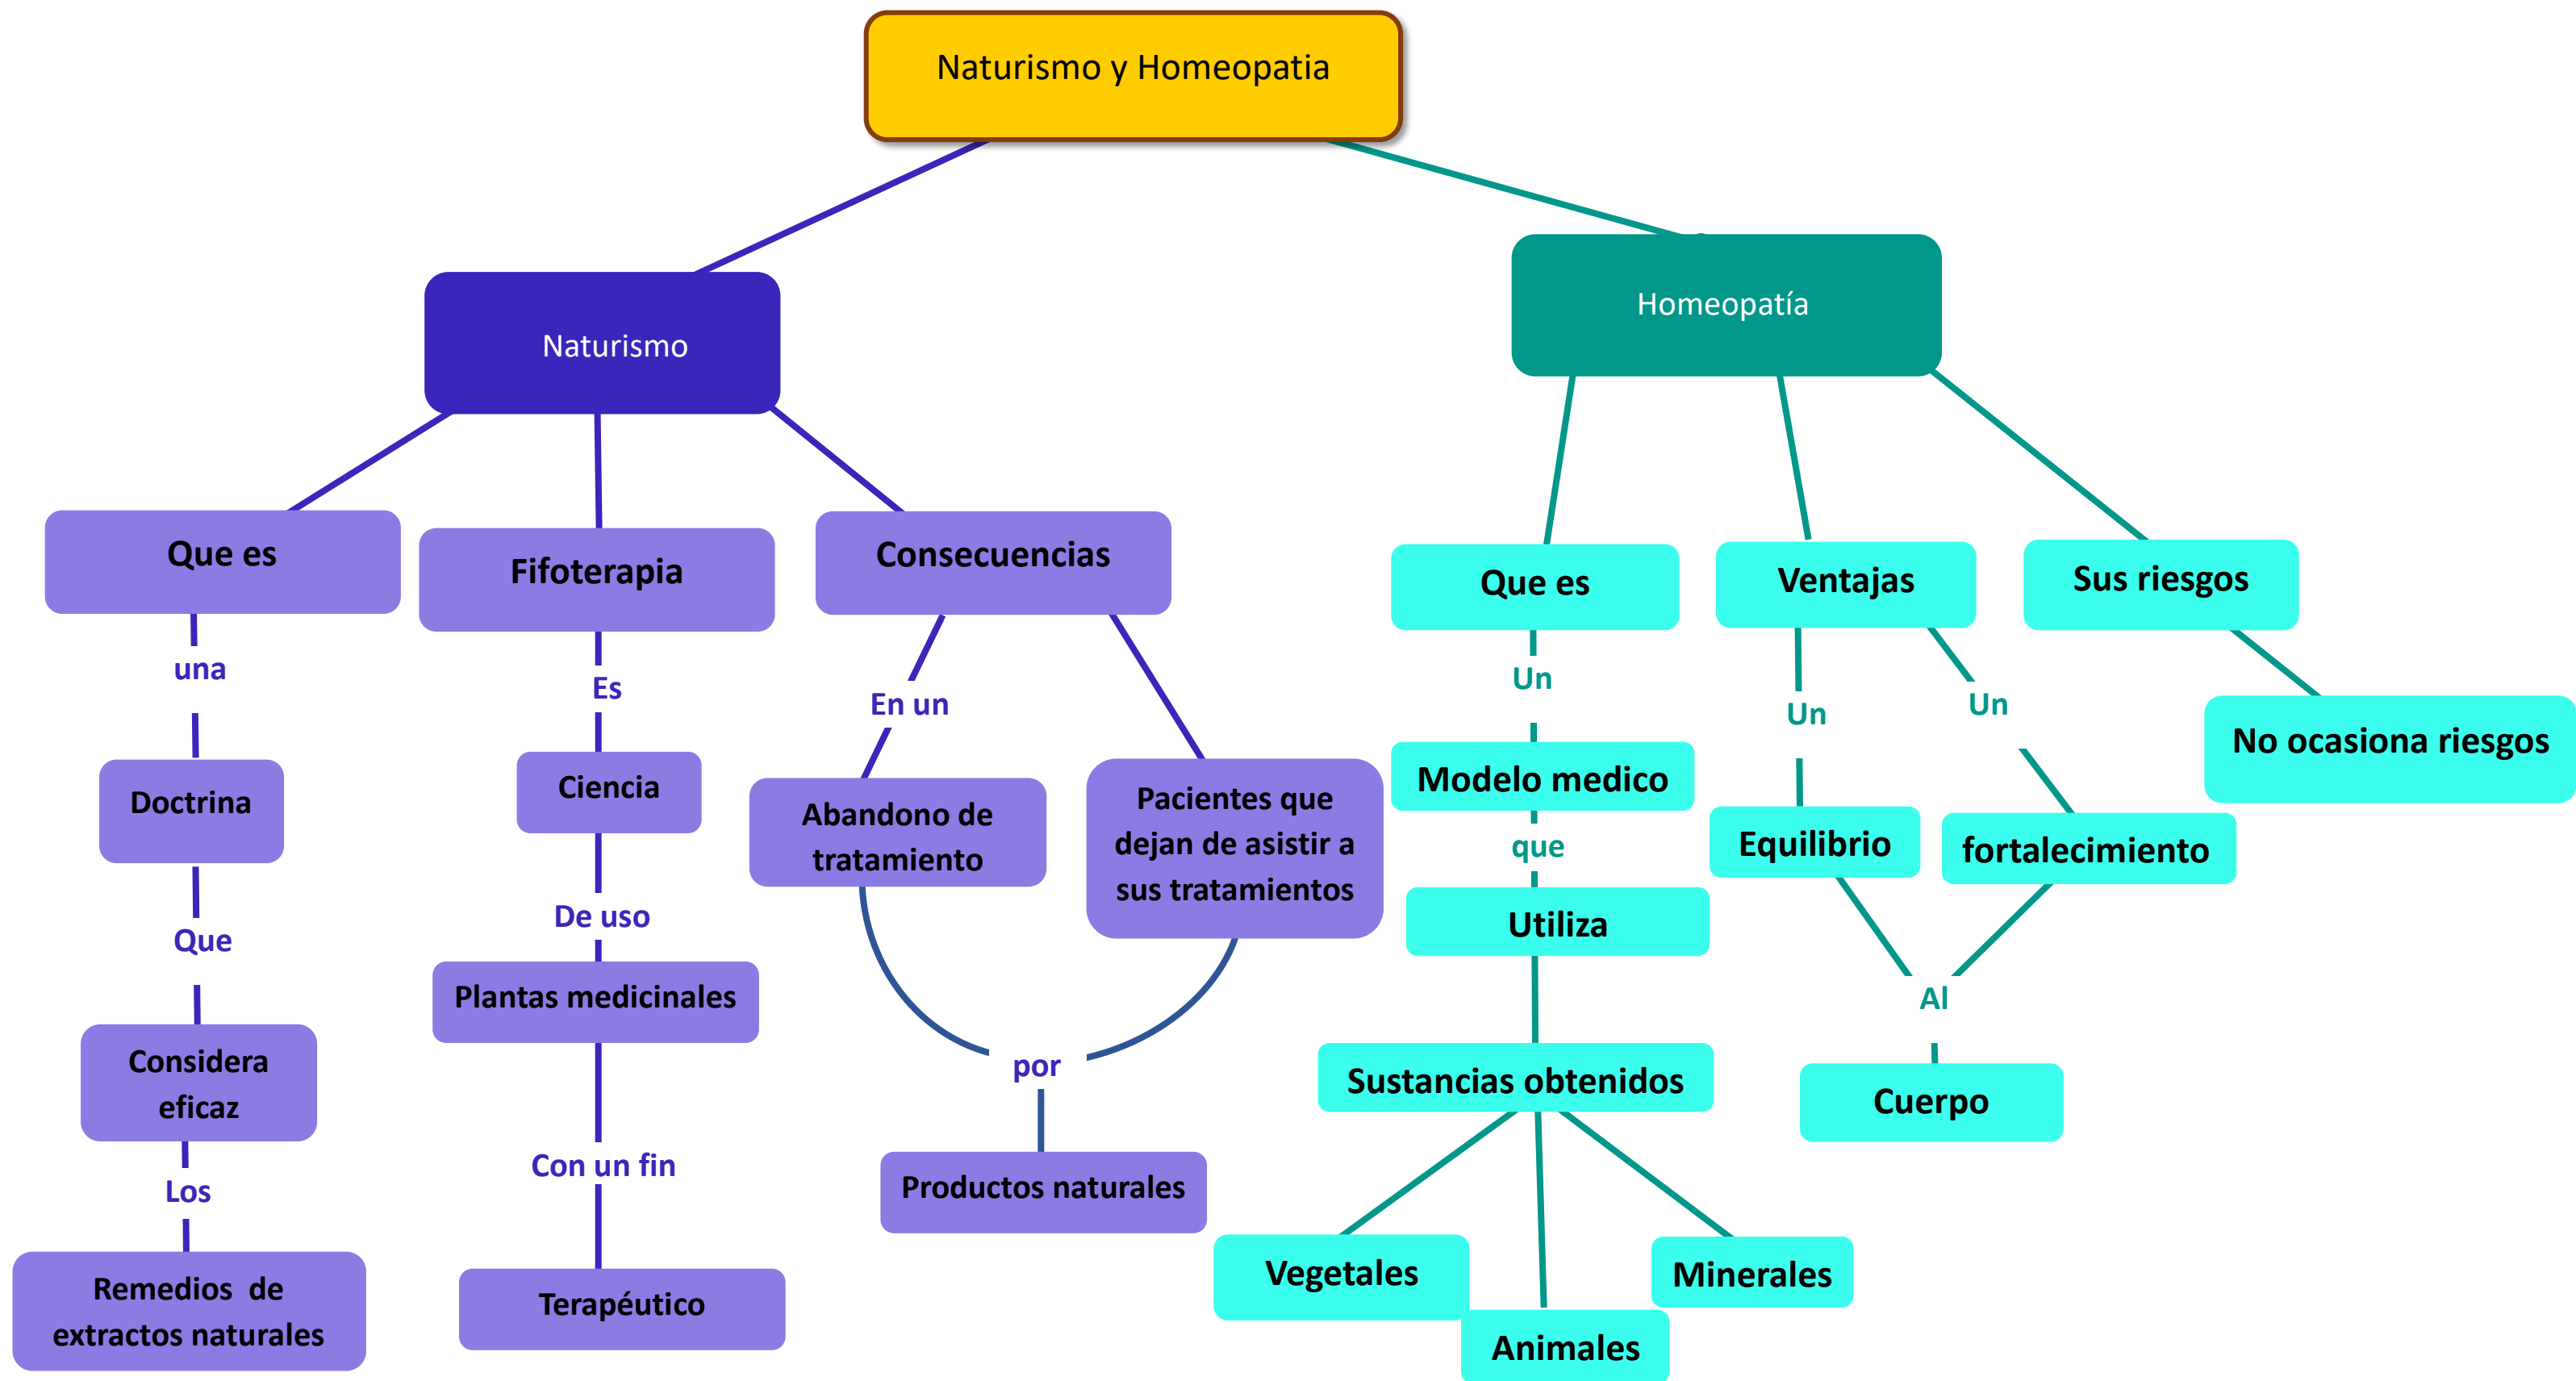 Naturismo y Homeopatia
Naturismo
Homeopatía
Que es
Fifoterapia
Consecuencias
Que es
Ventajas
Sus riesgos
una
Es
En un
Un
Un
Un
Doctrina
Ciencia
Abandono de
tratamiento
Pacientes que
dejan de asistir a
sus tratamientos
Modelo medico
No ocasiona riesgos
que
Equilibrio
fortalecimiento
Que
De uso
Utiliza
Plantas medicinales
Al
Considera
eficaz
por
Sustancias obtenidos
Cuerpo
Los
Con un fin
Productos naturales
Remedios de
extractos naturales
Terapéutico
Vegetales
Minerales
Animales